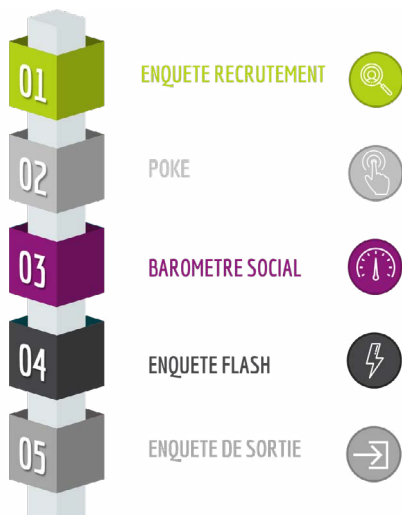 01 ENQUETE RECRUTEMENT
02 POKE
03 BAROMETRE SOCIAL
04 ENQUETE FLASH
05 ENQUETE DE SORTIE